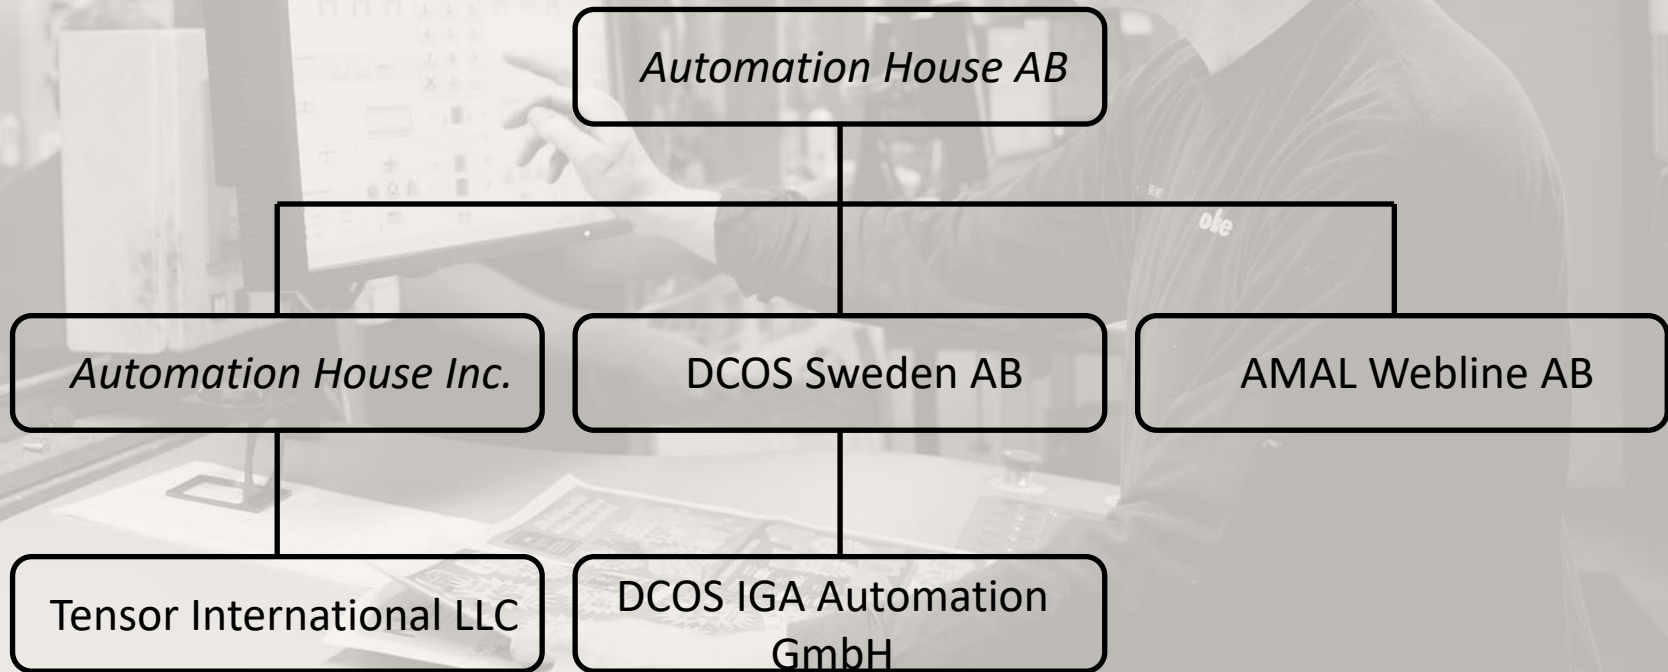 Automation House AB
Automation House Inc.
DCOS Sweden AB
AMAL Webline AB
Tensor International LLC
DCOS IGA Automation
GmbH